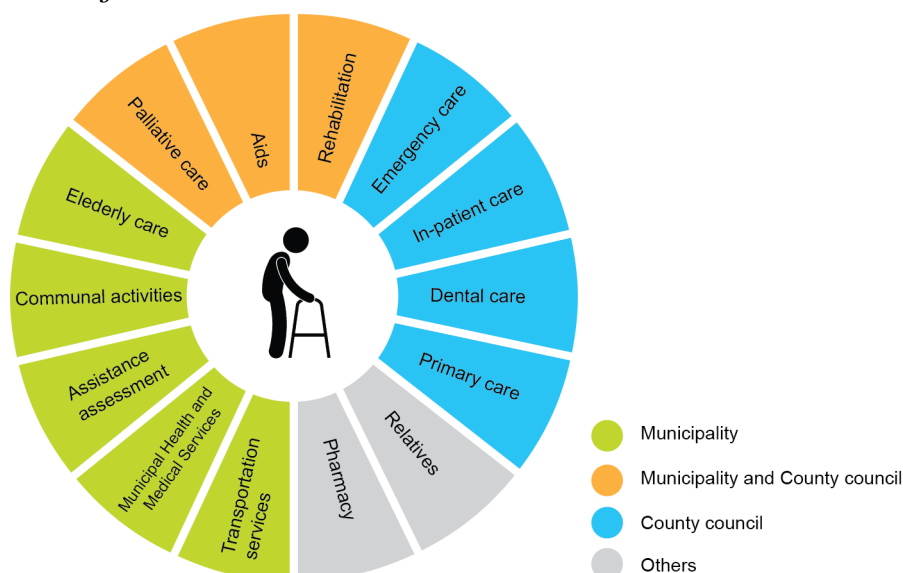 Rehabilitation
Emergency care
In-patient care
Dental care
Primary care
Relatives
Pharmacy
Transportation
services
Municipal Health and
Medical Services
Assistance
assessment
Communal activities
Elederly care
Palliative care
Aids
Municipality
Municipality and County council
County council
Others